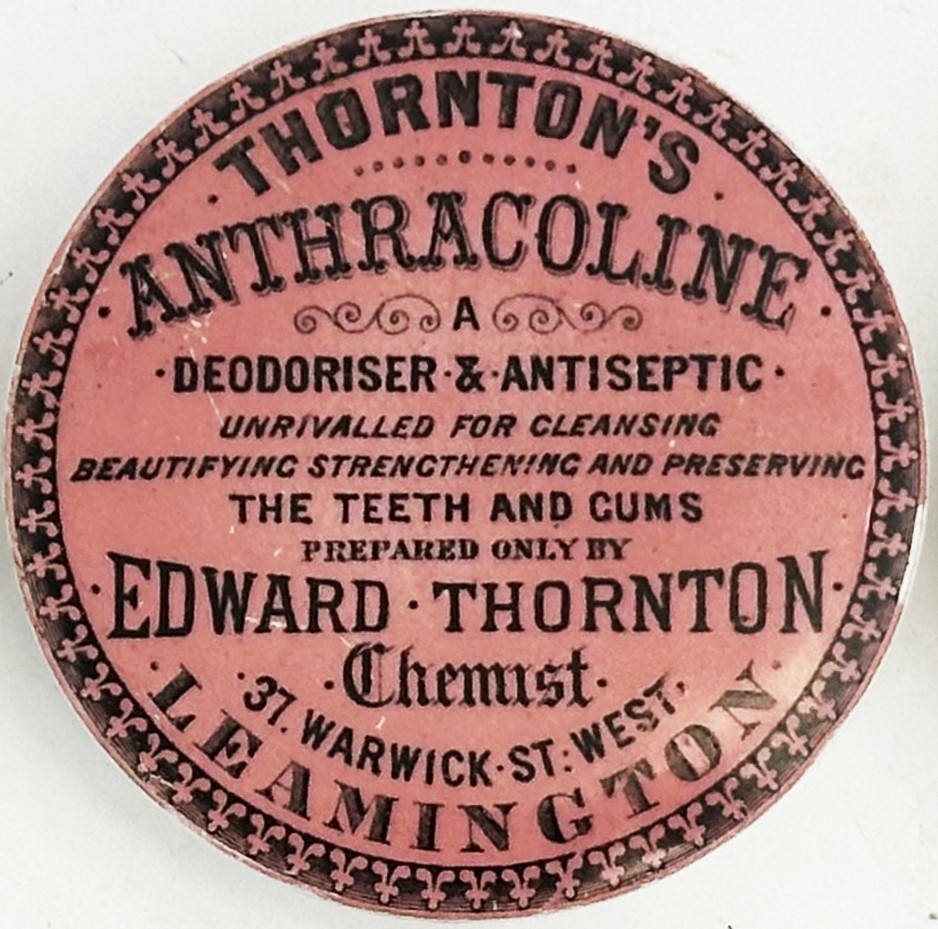 THORNTON'S
ANTHRACOLINE
A
DEODORISER·&·ANTISEPTIC·
UNRIVALLED FOR CLEANSING
BEAUTIFYING STRENGTHENING AND PRESERVING
THE TEETH AND GUMS
PREPARED ONLY BY
EDWARD · THORNTON
Chemist
37. WARWICK·ST: WEST.
LEAMINGTON